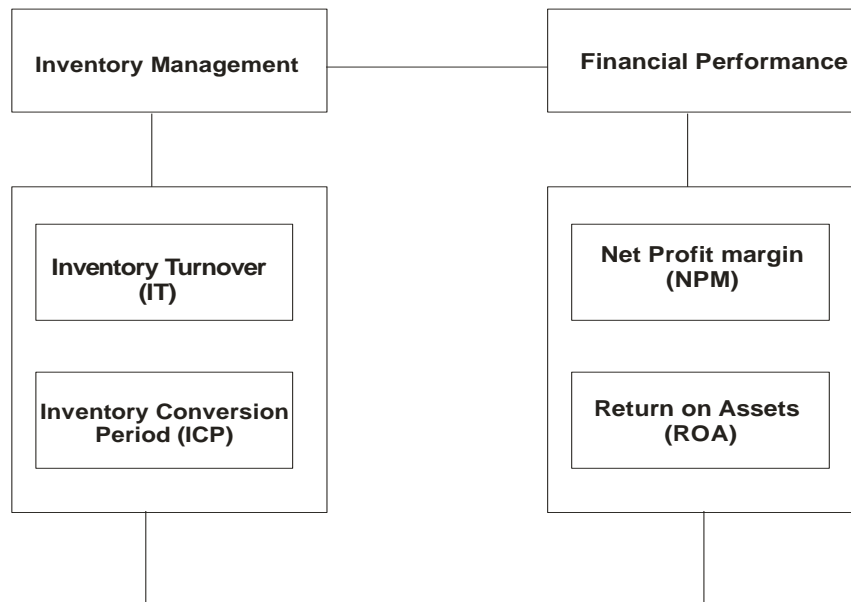 Inventory Management
Financial Performance
Inventory Turnover
(IT)
Inventory Conversion
Period (ICP)
Net Profit margin
(NPM)
Return on Assets
(ROA)